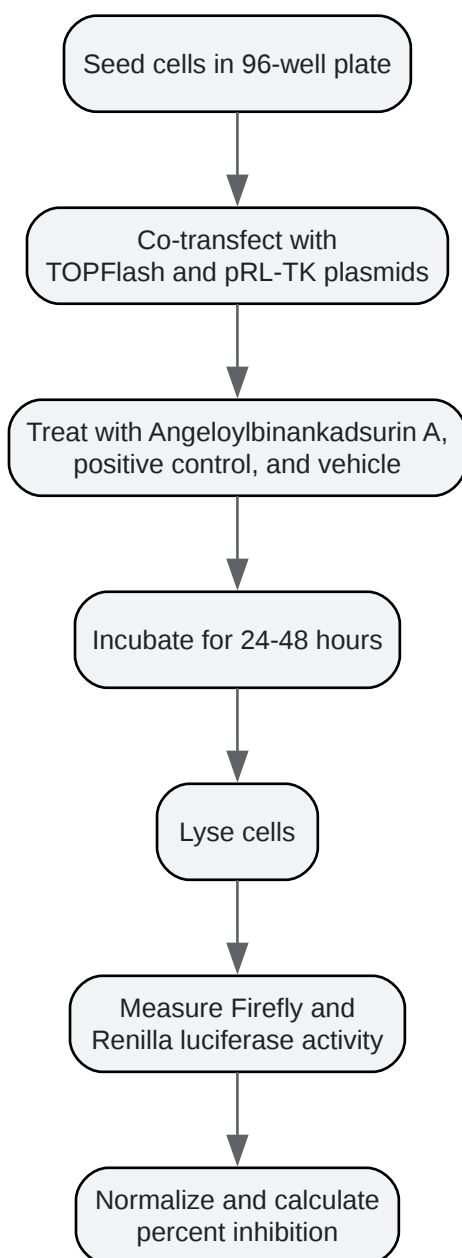 Seed cells in 96-well plate
Co-transfect with
TOPFlash and pRL-TK plasmids
Treat with Angeloylbinankadsurin A,
positive control, and vehicle
Incubate for 24-48 hours
Lyse cells
Measure Firefly and
Renilla luciferase activity
Normalize and calculate
percent inhibition